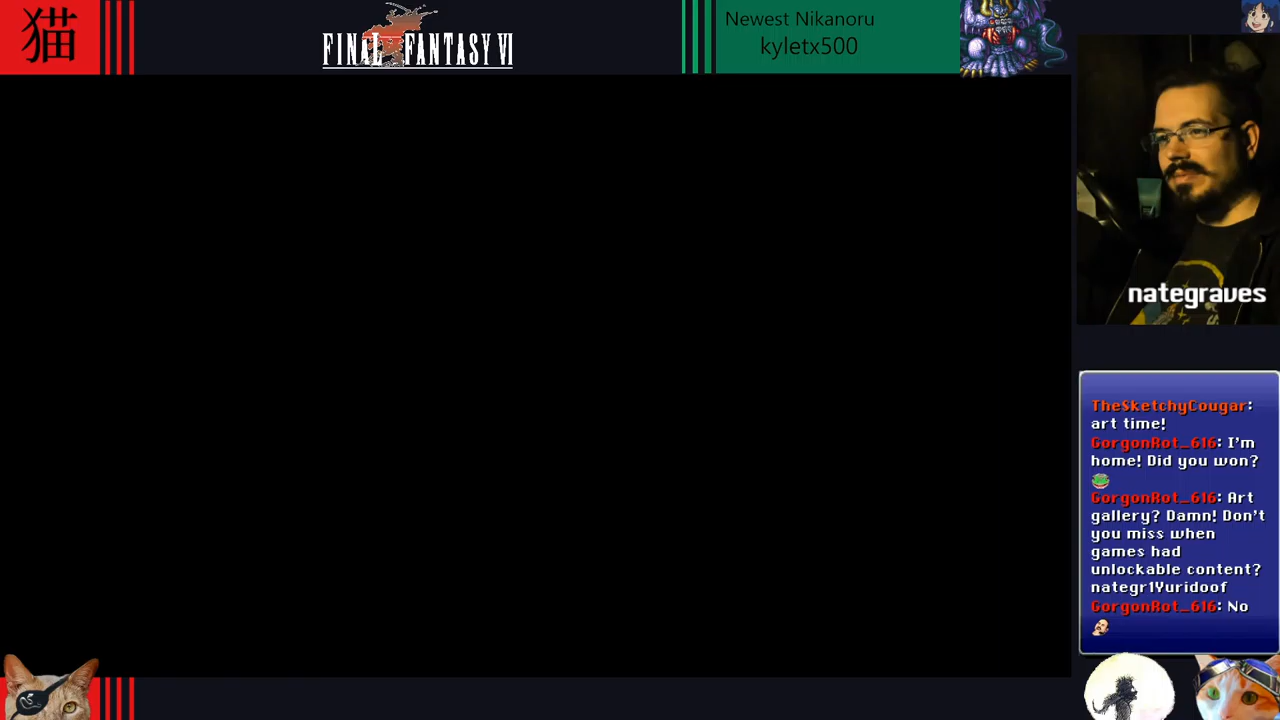 猫
FINAL FANTASY VI
Newest Nikanoru
kyletx500
nategraves
TheSketchyCougar:
art time!
GorgonRot_616: I'm
home! Did you won?
GorgonRot_616: Art
gallery? Damn! Don't
you miss when
games had
unlockable content?
nategr1Yuridoof
GorgonRot_616: No